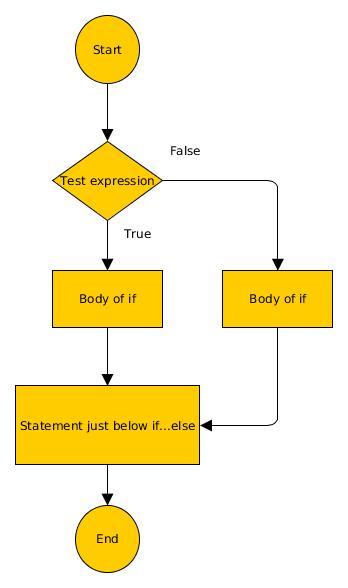 Start
False
Test expression
True
Body of if
Body of if
Statement just below if...else
End